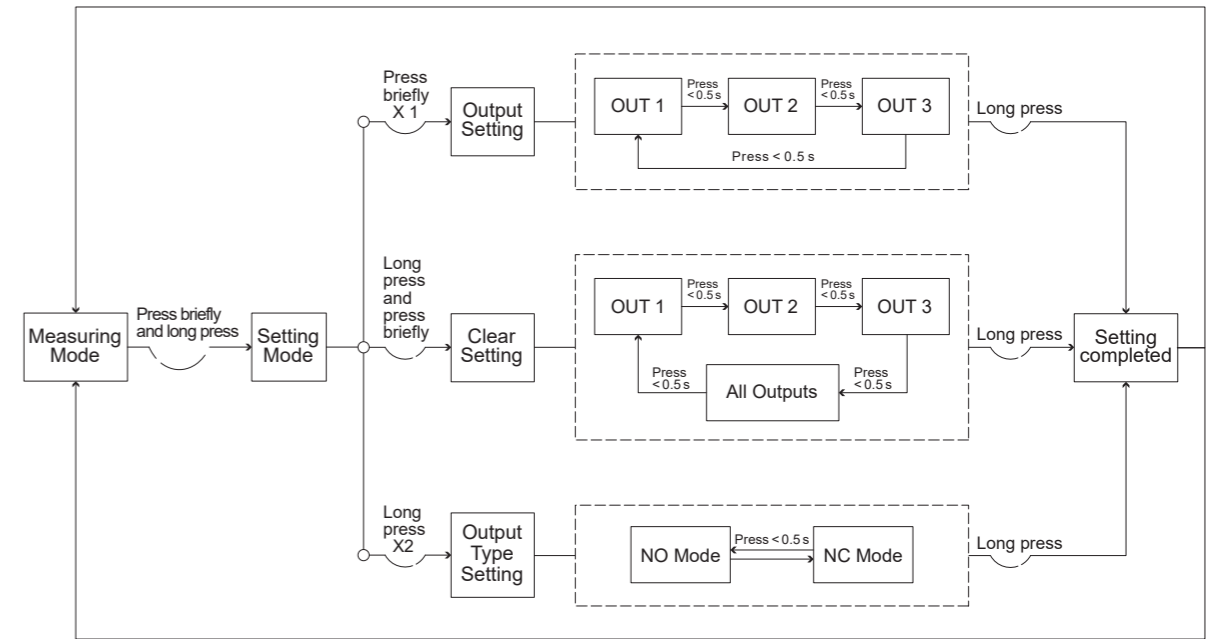 Press
briefly
X 1
Output
Setting
OUT 1
Press
<0.5 s
OUT 2
Press
<0.5 s
OUT 3
Press < 0.5 s
Long press
Measuring
Mode
Press briefly
and long press
Setting
Mode
Long
press
and
press
briefly
Clear
Setting
OUT 1
Press
<0.5 s
OUT 2
Press
<0.5 s
OUT 3
Press
<0.5 s
All Outputs
Press
<0.5 s
Long press
Setting
completed
Long
press
X2
Output
Type
Setting
NO Mode
Press < 0.5 s
NC Mode
Long press